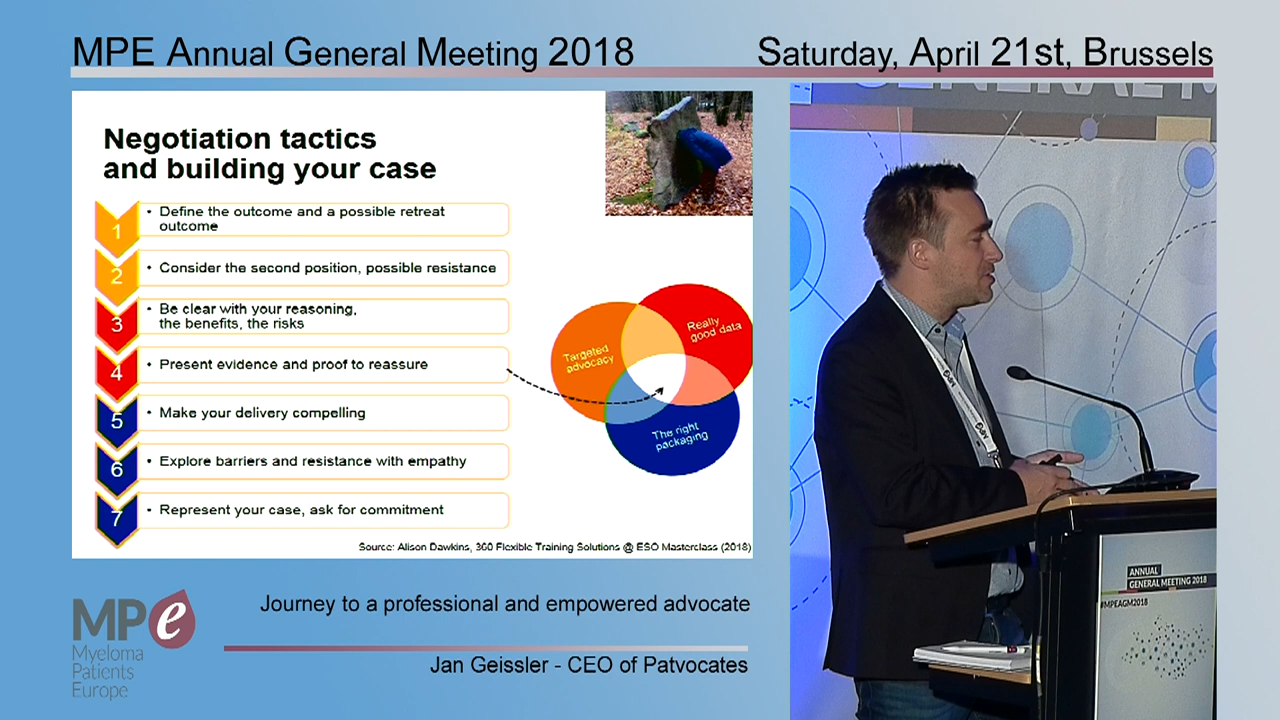 MPE Annual General Meeting 2018
Saturday, April 21st, Brussels
Negotiation tactics
and building your case
1
• Define the outcome and a possible retreat
outcome
2
• Consider the second position, possible resistance
3
• Be clear with your reasoning,
the benefits, the risks
4
• Present evidence and proof to reassure
5
• Make your delivery compelling
6
• Explore barriers and resistance with empathy
7
• Represent your case, ask for commitment
Targeted
advocacy
Really
good data
The right
packaging
Source: Alison Dawkins, 360 Flexible Training Solutions @ ESO Masterclass (2018)
MPe
Myeloma
Patients
Europe
Journey to a professional and empowered advocate
Jan Geissler - CEO of Patvocates
ANNUAL
GENERAL MEETING 2018
#MPEAGM2018